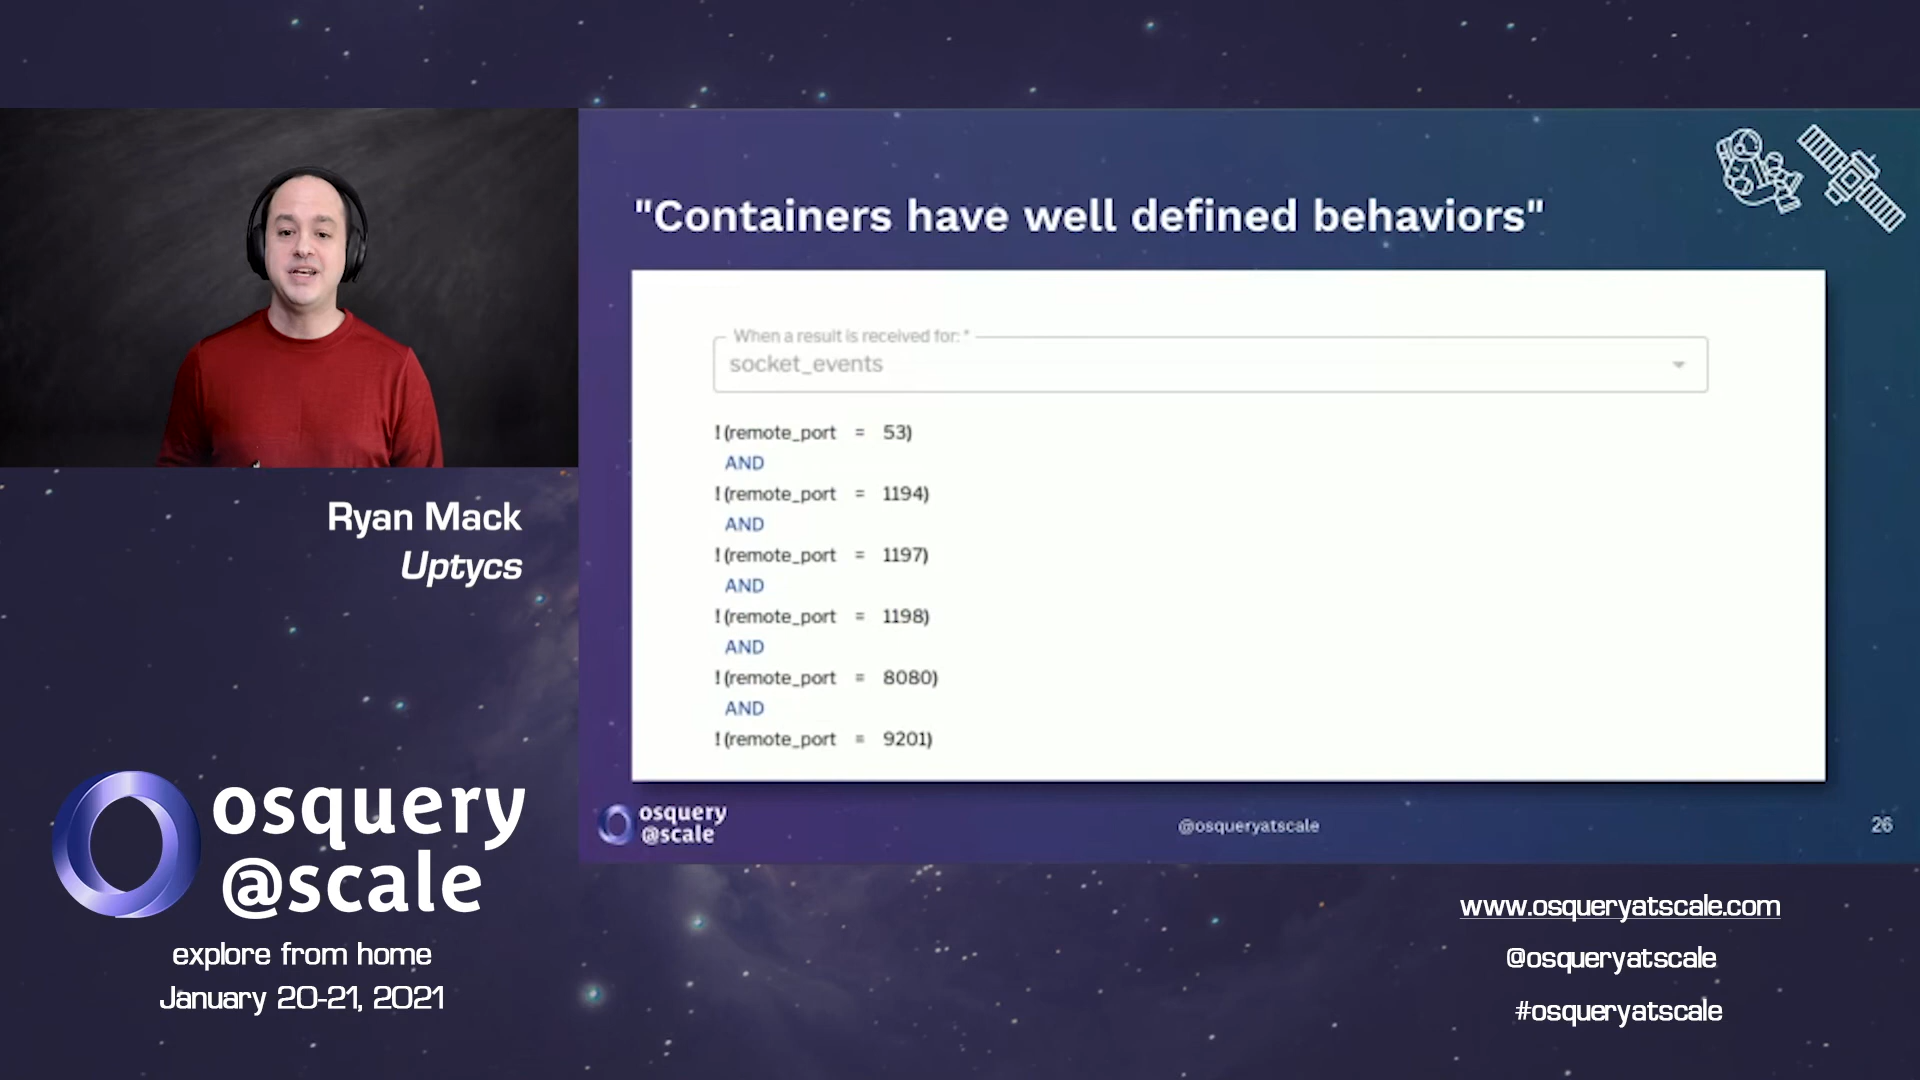 "Containers have well defined behaviors"
When a result is received for: *
socket_events
!(remote_port = 53)
AND
!(remote_port = 1194)
AND
!(remote_port = 1197)
AND
!(remote_port = 1198)
AND
!(remote_port = 8080)
AND
!(remote_port = 9201)
osquery
@scale
@osqueryatscale
26
Ryan Mack
Uptycs
osquery
@scale
explore from home
January 20-21, 2021
www.osqueryatscale.com
@osqueryatscale
#osqueryatscale